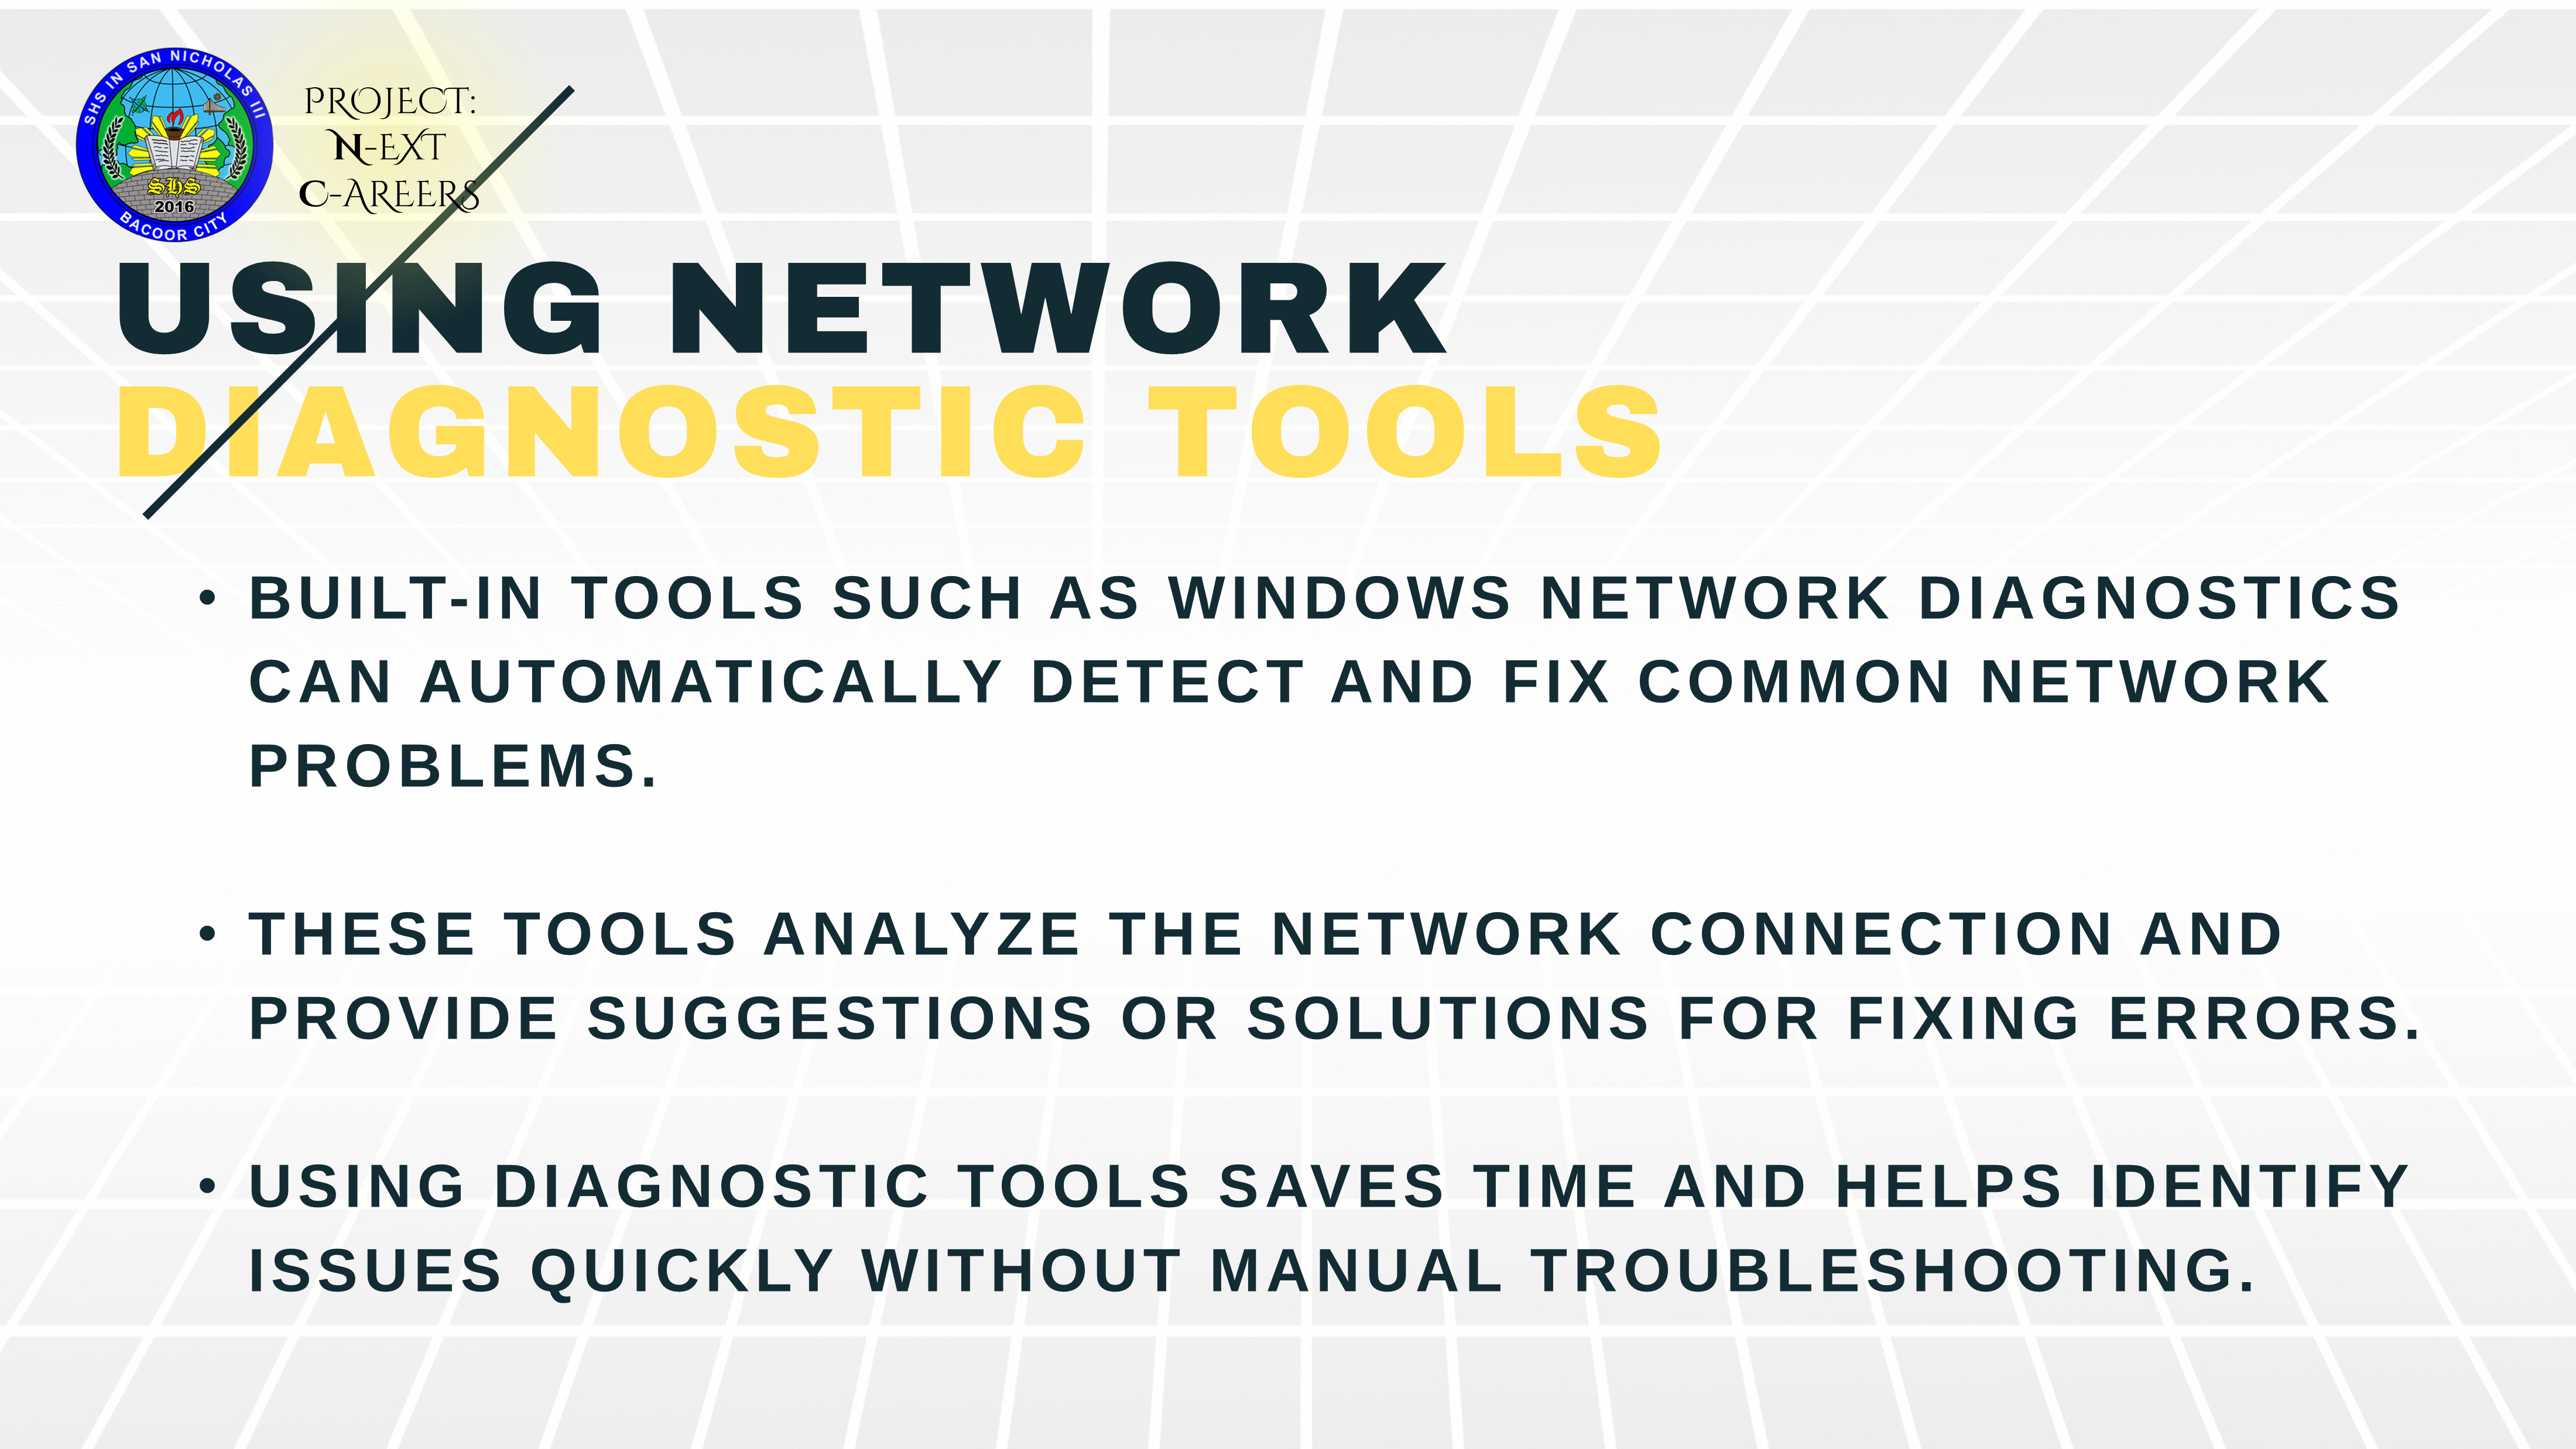 SHS IN SAN NICHOLAS III
SHS
2016
BACOOR CITY
PROJECT:
N-EXT
C-AREERS
USING NETWORK
DIAGNOSTIC TOOLS
• BUILT-IN TOOLS SUCH AS WINDOWS NETWORK DIAGNOSTICS
CAN AUTOMATICALLY DETECT AND FIX COMMON NETWORK
PROBLEMS.
• THESE TOOLS ANALYZE THE NETWORK CONNECTION AND
PROVIDE SUGGESTIONS OR SOLUTIONS FOR FIXING ERRORS.
• USING DIAGNOSTIC TOOLS SAVES TIME AND HELPS IDENTIFY
ISSUES QUICKLY WITHOUT MANUAL TROUBLESHOOTING.